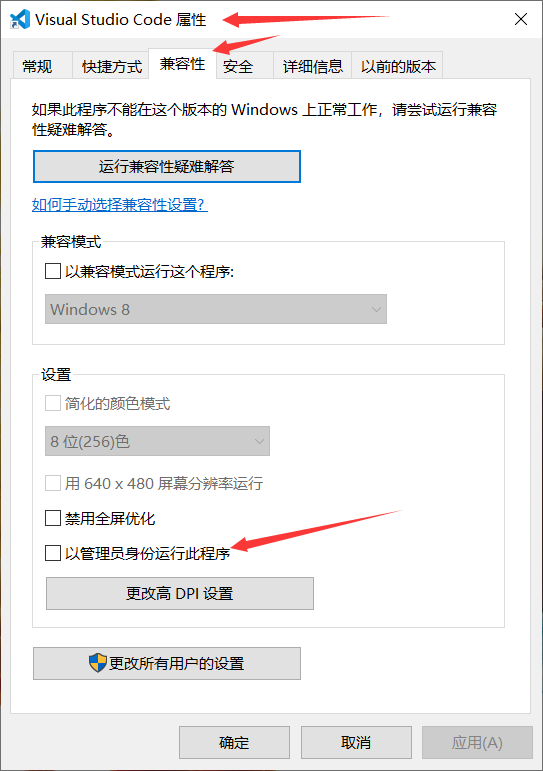 Visual Studio Code 属性
常规
快捷方式
兼容性
安全
详细信息
以前的版本
如果此程序不能在这个版本的 Windows 上正常工作，请尝试运行兼容
性疑难解答。
运行兼容性疑难解答
如何手动选择兼容性设置?
兼容模式
以兼容模式运行这个程序:
Windows 8
设置
简化的颜色模式
8 位(256)色
用 640 x 480 屏幕分辨率运行
禁用全屏优化
以管理员身份运行此程序
更改高 DPI 设置
更改所有用户的设置
确定
取消
应用(A)